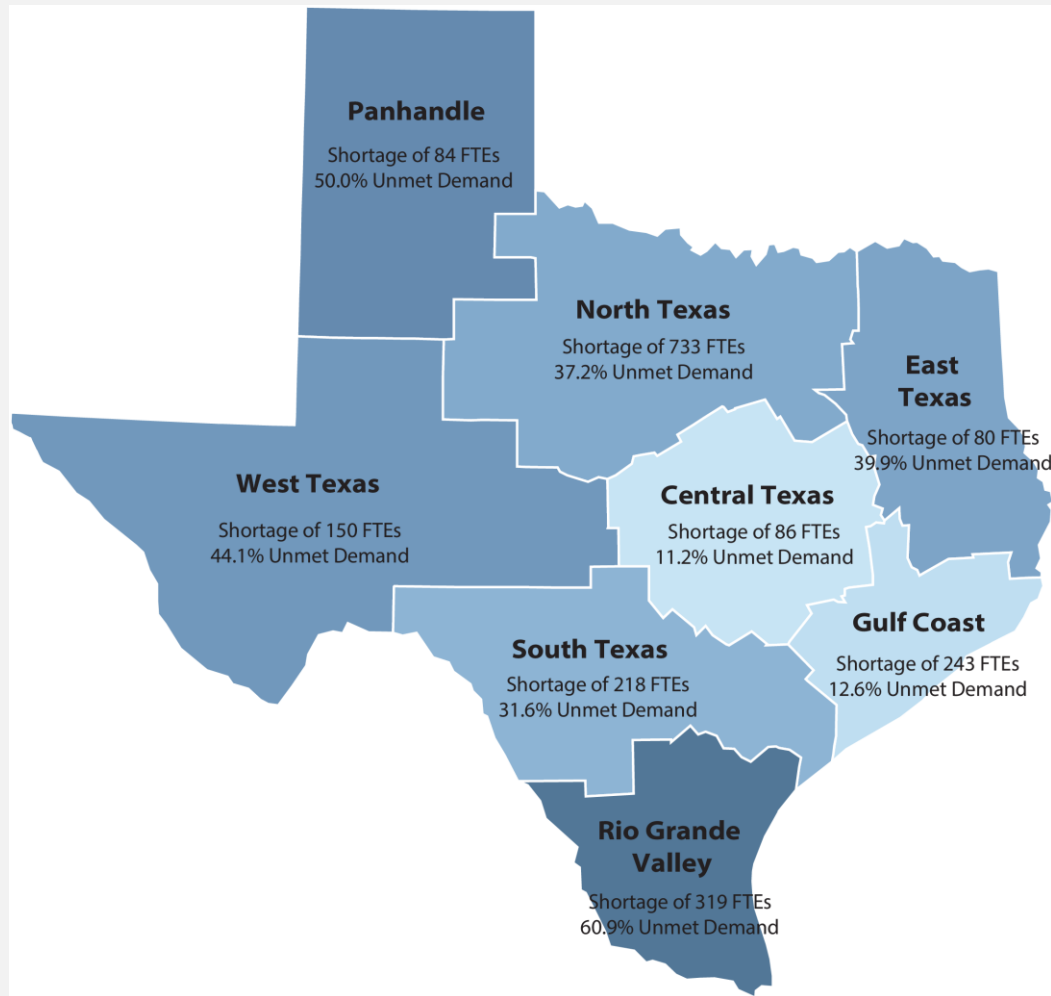 Panhandle
Shortage of 84 FTEs
50.0% Unmet Demand
North Texas
Shortage of 733 FTEs
37.2% Unmet Demand
East
Texas
Shortage of 80 FTEs
39.9% Unmet Demand
West Texas
Shortage of 150 FTEs
44.1% Unmet Demand
Central Texas
Shortage of 86 FTEs
11.2% Unmet Demand
Gulf Coast
Shortage of 243 FTEs
12.6% Unmet Demand
South Texas
Shortage of 218 FTEs
31.6% Unmet Demand
Rio Grande
Valley
Shortage of 319 FTEs
60.9% Unmet Demand